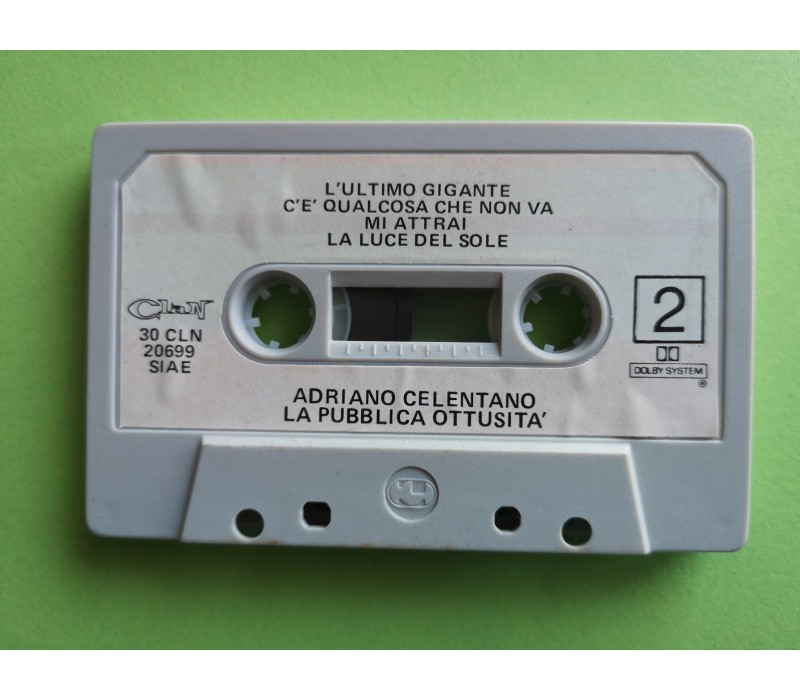 L'ULTIMO GIGANTE
C'E' QUALCOSA CHE NON VA
MI ATTRAI
LA LUCE DEL SOLE
Clan
30 CLN
20699
SIAE
2
DOLBY SYSTEM
®
ADRIANO CELENTANO
LA PUBBLICA OTTUSITA'